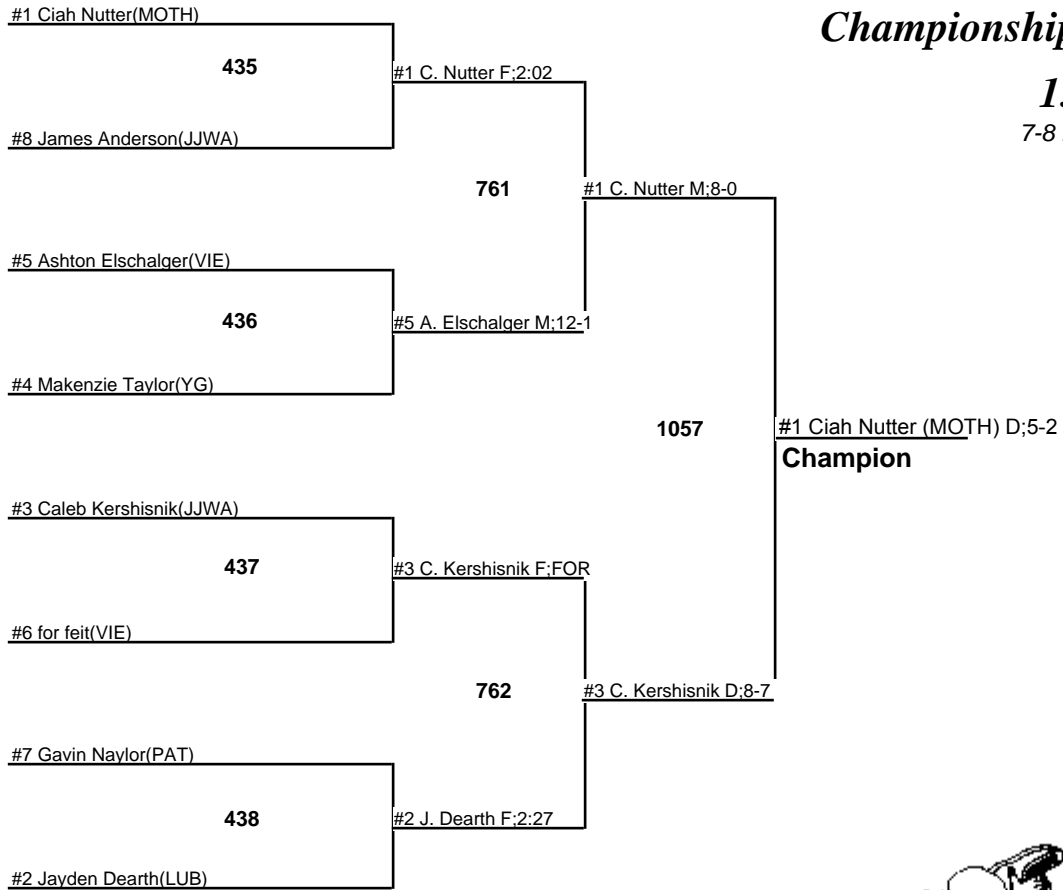 #1 Ciah Nutter(MOTH)
Championship
435
#1 C. Nutter F;2:02
7-8
#8 James Anderson(JJWA)
761
#1 C. Nutter M;8-0
#5 Ashton Elschalger(VIE)
436
#5 A. Elschalger M;12-1
#4 Makenzie Taylor(YG)
1057
#1 Ciah Nutter (MOTH) D;5-2
Champion
#3 Caleb Kershisnik(JJWA)
437
#3 C. Kershisnik F;FOR
#6 for feit(VIE)
762
#3 C. Kershisnik D;8-7
#7 Gavin Naylor(PAT)
438
#2 J. Dearth F;2:27
#2 Jayden Dearth(LUB)